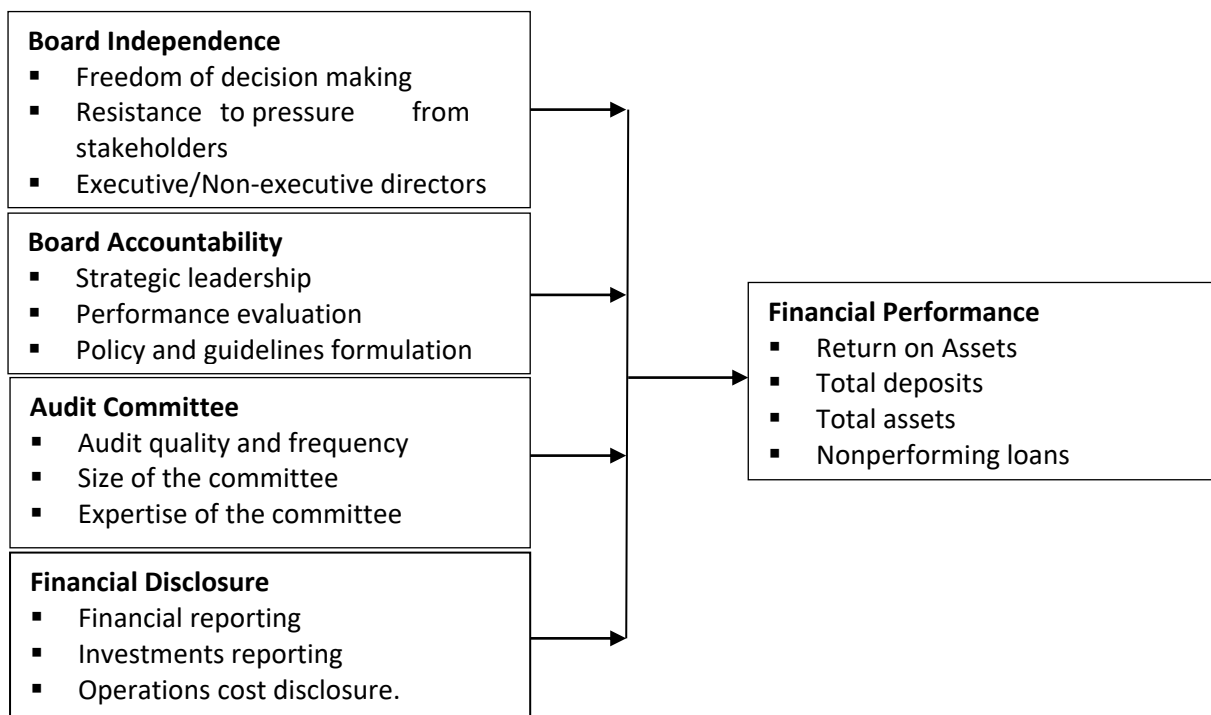 Board Independence
▪ Freedom of decision making
▪ Resistance to pressure from
stakeholders
▪ Executive/Non-executive directors
Board Accountability
▪ Strategic leadership
▪ Performance evaluation
▪ Policy and guidelines formulation
Audit Committee
▪ Audit quality and frequency
▪ Size of the committee
▪ Expertise of the committee
Financial Disclosure
▪ Financial reporting
▪ Investments reporting
▪ Operations cost disclosure.
Financial Performance
▪ Return on Assets
▪ Total deposits
▪ Total assets
▪ Nonperforming loans